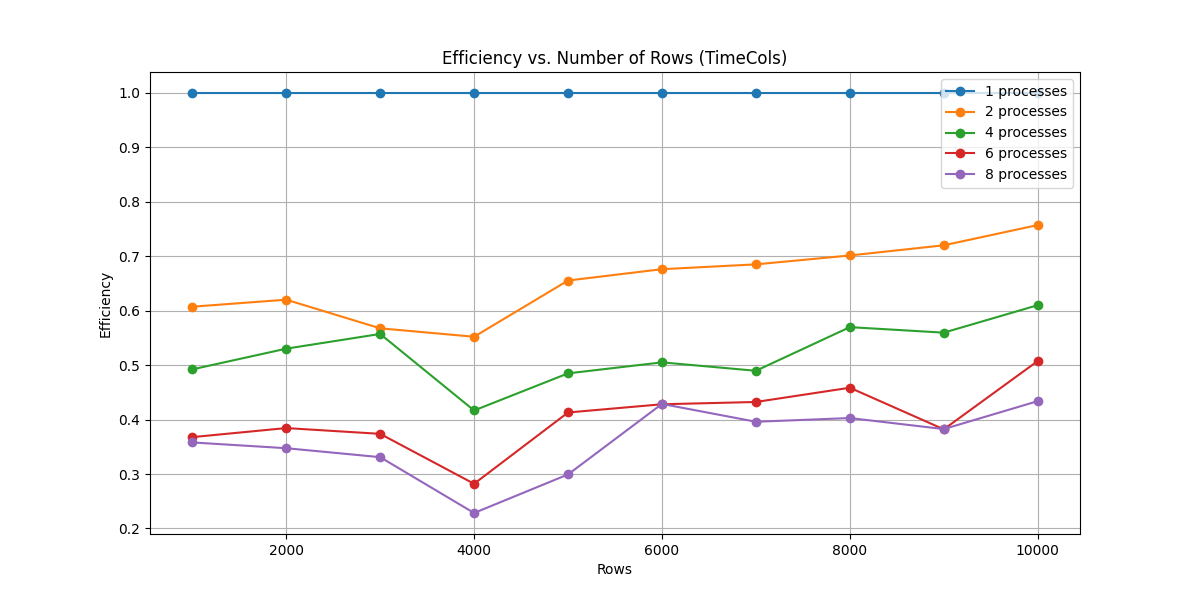 Efficiency vs. Number of Rows (TimeCols)
1.0
0.9
0.8
0.7
0.6
0.5
0.4
0.3
0.2
Efficiency
1 processes
2 processes
4 processes
6 processes
8 processes
2000 4000 6000 8000 10000
Rows